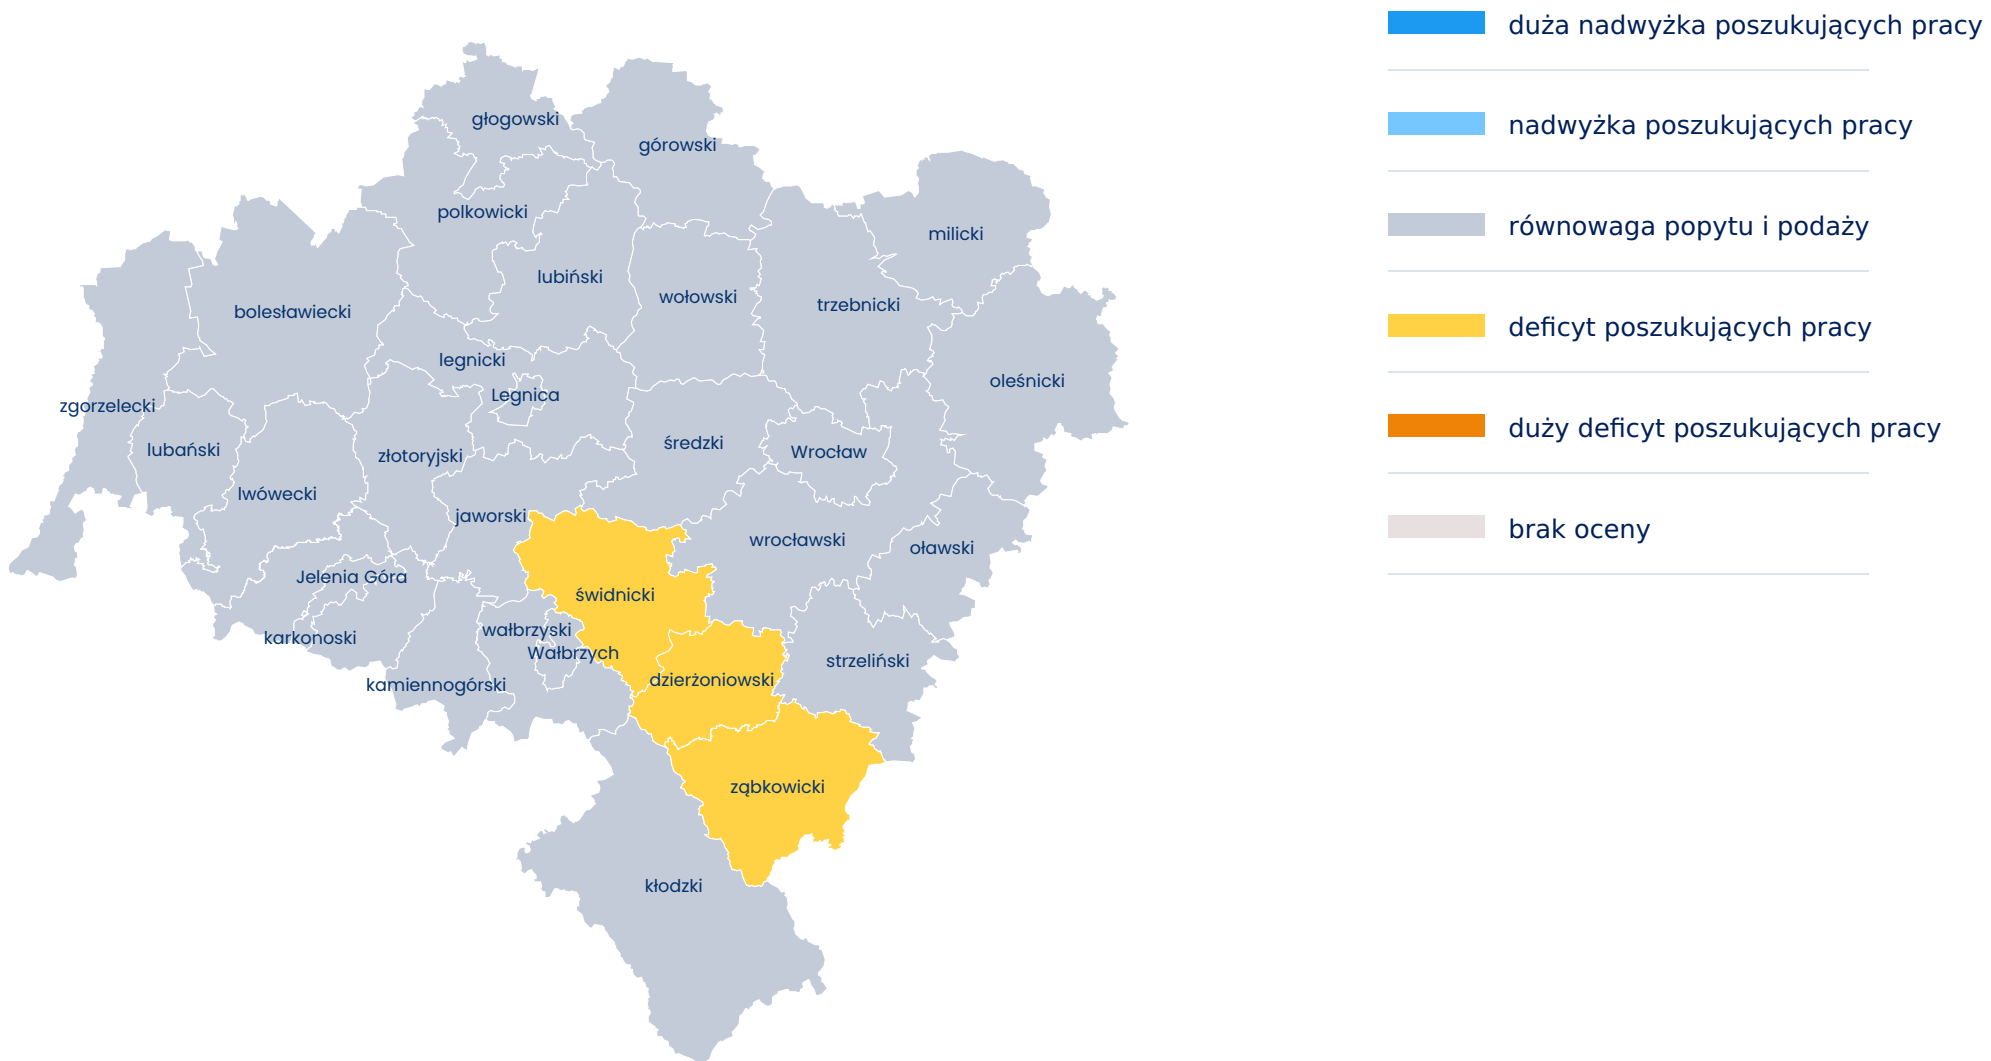 głogowski
górowski
polkowicki
milicki
lubiński
wołowski
trzebnicki
bolesławiecki
legnicki
oleśnicki
Legnica
zgorzelecki
średzki
lubański
Wrocław
złotoryjski
lwówecki
jaworski
wrocławski
oławski
Jelenia Góra
świdnicki
wałbrzyski
karkonoski
Wałbrzych
strzeliński
dzierżoniowski
kamiennogórski
ząbkowicki
kłodzki
duża nadwyżka poszukujących pracy
nadwyżka poszukujących pracy
równowaga popytu i podaży
deficyt poszukujących pracy
duży deficyt poszukujących pracy
brak oceny